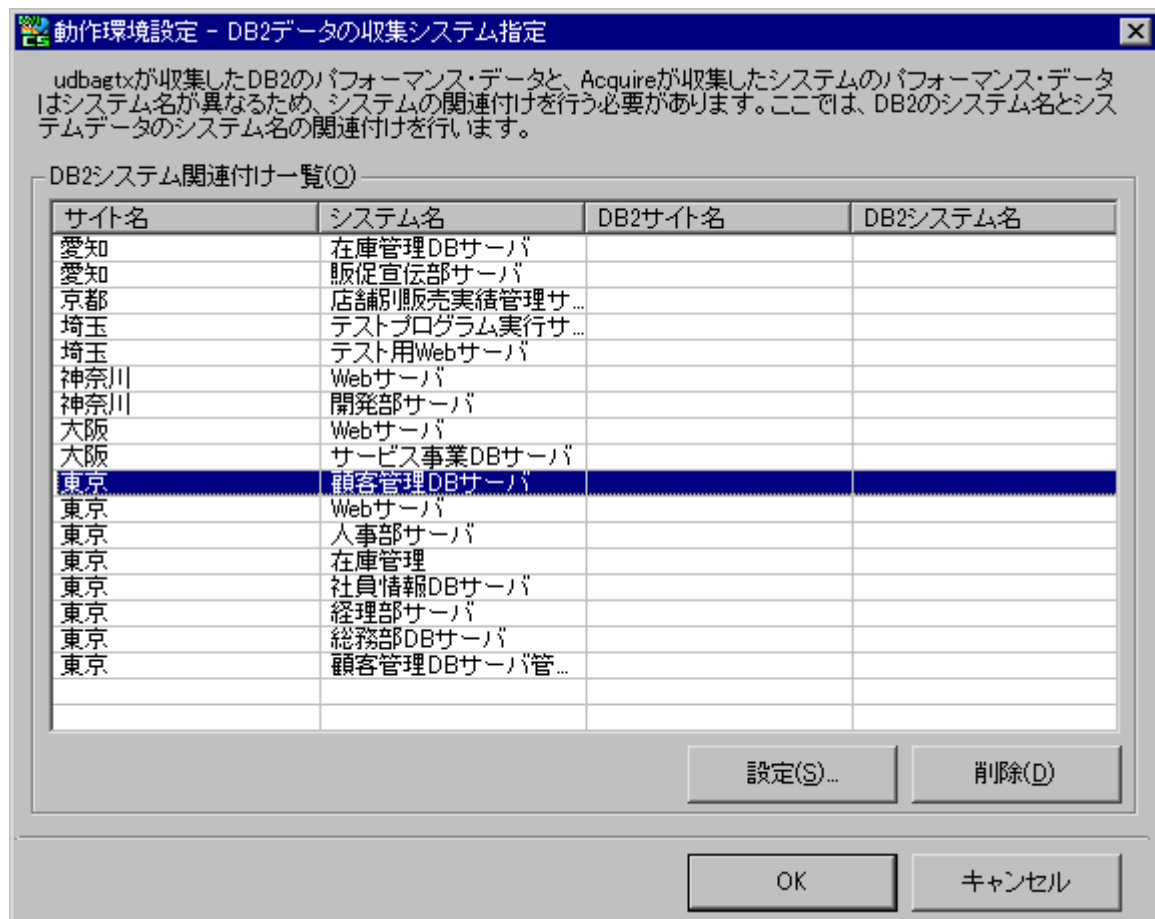 動作環境設定 - DB2データの収集システム指定
udbagtxが収集したDB2のパフォーマンス・データと、Acquireが収集したシステムのパフォーマンス・データ
はシステム名が異なるため、システムの関連付けを行う必要があります。ここでは、DB2のシステム名とシス
テムデータのシステム名の関連付けを行います。
DB2システム関連付け一覧(O)
サイト名 システム名 DB2サイト名 DB2システム名
愛知 在庫管理DBサーバ
愛知 販促宣伝部サーバ
京都 店舗別販売実績管理サ...
埼玉 テストプログラム実行サ...
埼玉 テスト用Webサーバ
神奈川 Webサーバ
神奈川 開発部サーバ
大阪 Webサーバ
大阪 サービス事業DBサーバ
東京 顧客管理DBサーバ
東京 Webサーバ
東京 人事部サーバ
東京 在庫管理
東京 社員情報DBサーバ
東京 経理部サーバ
東京 総務部DBサーバ
東京 顧客管理DBサーバ管...
設定(S)... 削除(D)
OK キャンセル